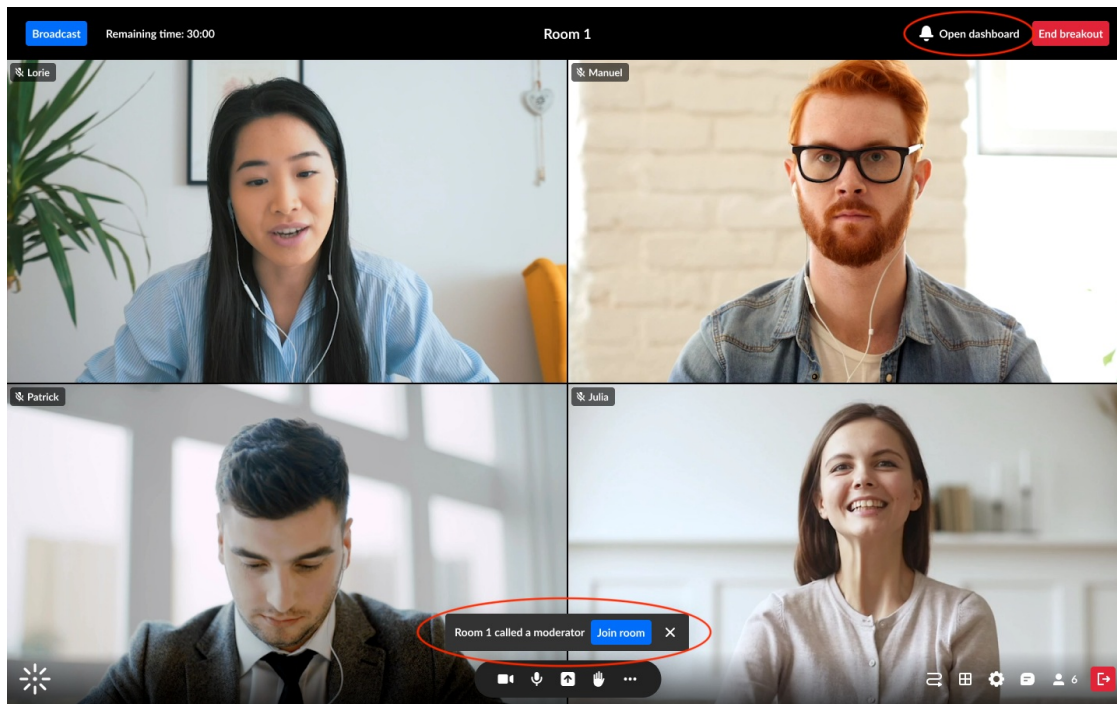 Broadcast
Remaining time: 30:00
Room 1
Open dashboard
End breakout
Lorie
Manuel
Patrick
Julia
Room 1 called a moderator
Join room
6